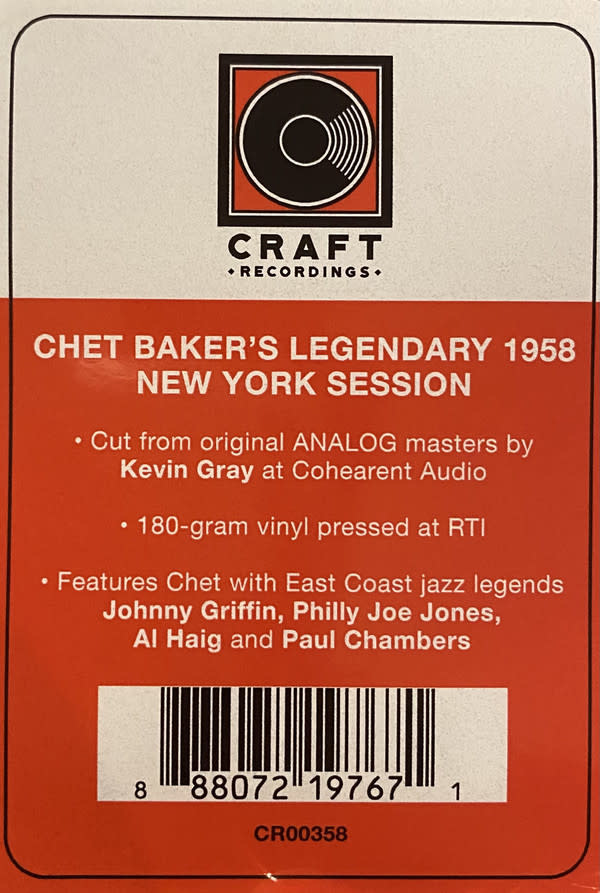 CRAFT
•RECORDINGS•
CHET BAKER'S LEGENDARY 1958
NEW YORK SESSION
• Cut from original ANALOG masters by
Kevin Gray at Cohearent Audio
• 180-gram vinyl pressed at RTI
• Features Chet with East Coast jazz legends
Johnny Griffin, Philly Joe Jones,
Al Haig and Paul Chambers
8 88072 19767 1
CR00358